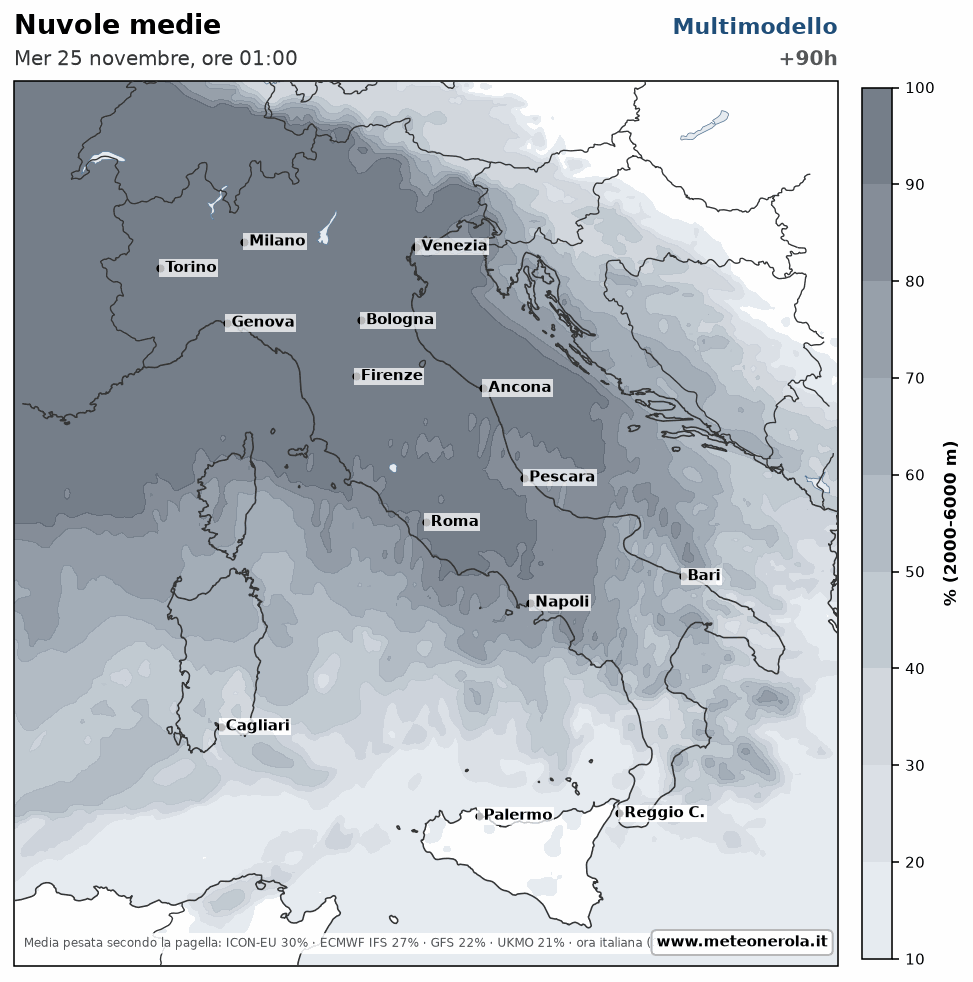 Nuvole medie
Multimodello
Mer 25 novembre, ore 01:00
+90h
100
90
80
70
60
50
40
30
20
10
% (2000-6000 m)
Milano
Venezia
Torino
Genova
Bologna
Firenze
Ancona
Pescara
Roma
Bari
Napoli
Cagliari
Palermo
Reggio C.
Media pesata secondo la pagella: ICON-EU 30% · ECMWF IFS 27% · GFS 22% · UKMO 21% · ora italiana (
www.meteonerola.it